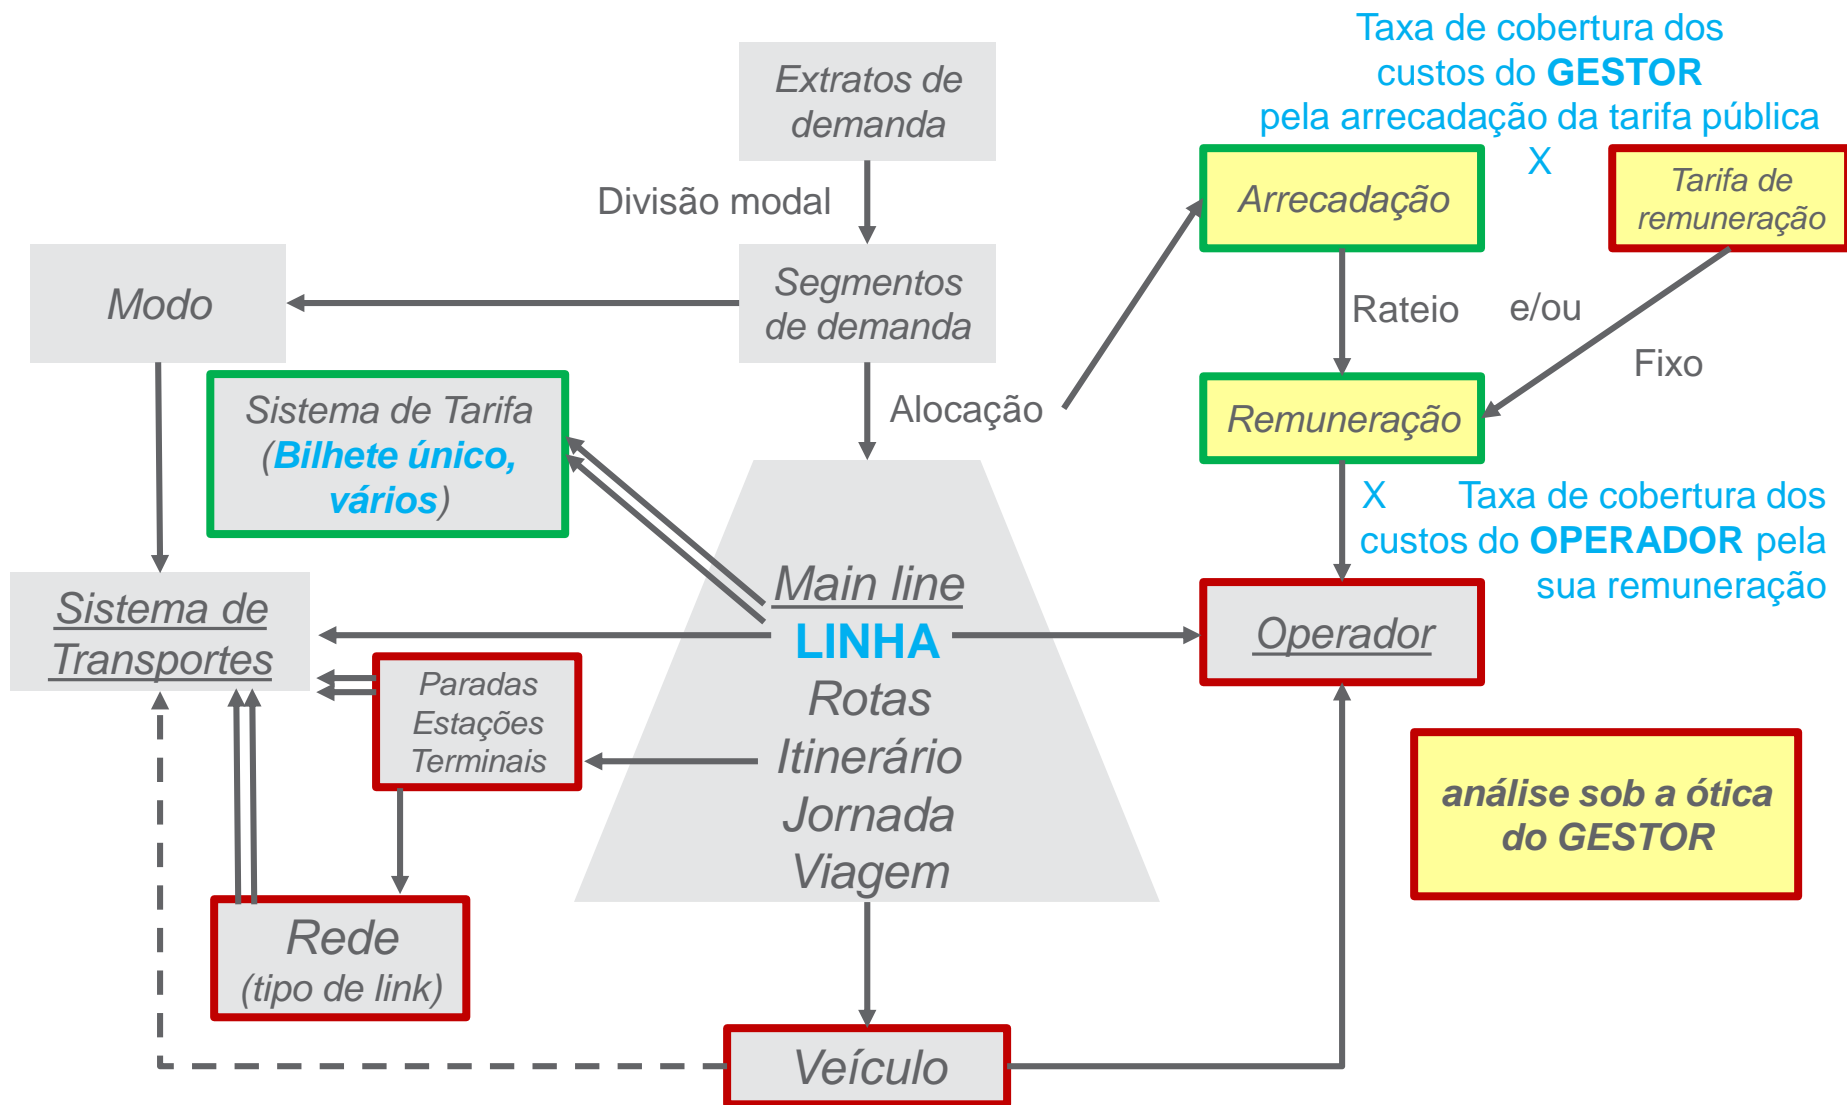 Taxa de cobertura dos
custos do GESTOR
pela arrecadação da tarifa pública
X
Extratos de
demanda
Divisão modal
Arrecadação
Tarifa de
remuneração
Modo
Segmentos
de demanda
Rateio
e/ou
Fixo
Sistema de Tarifa
(Bilhete único,
vários)
Alocação
Remuneração
X Taxa de cobertura dos
custos do OPERADOR pela
sua remuneração
Sistema de
Transportes
Main line
LINHA
Rotas
Itinerário
Jornada
Viagem
Operador
Paradas
Estações
Terminais
análise sob a ótica
do GESTOR
Rede
(tipo de link)
Veículo